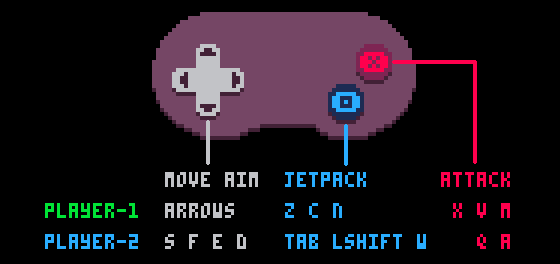 MOVE AIM JETPACK ATTACK
PLAYER-1 ARROWS Z C N X V M
PLAYER-2 S F E D TAB LSHIFT W Q A